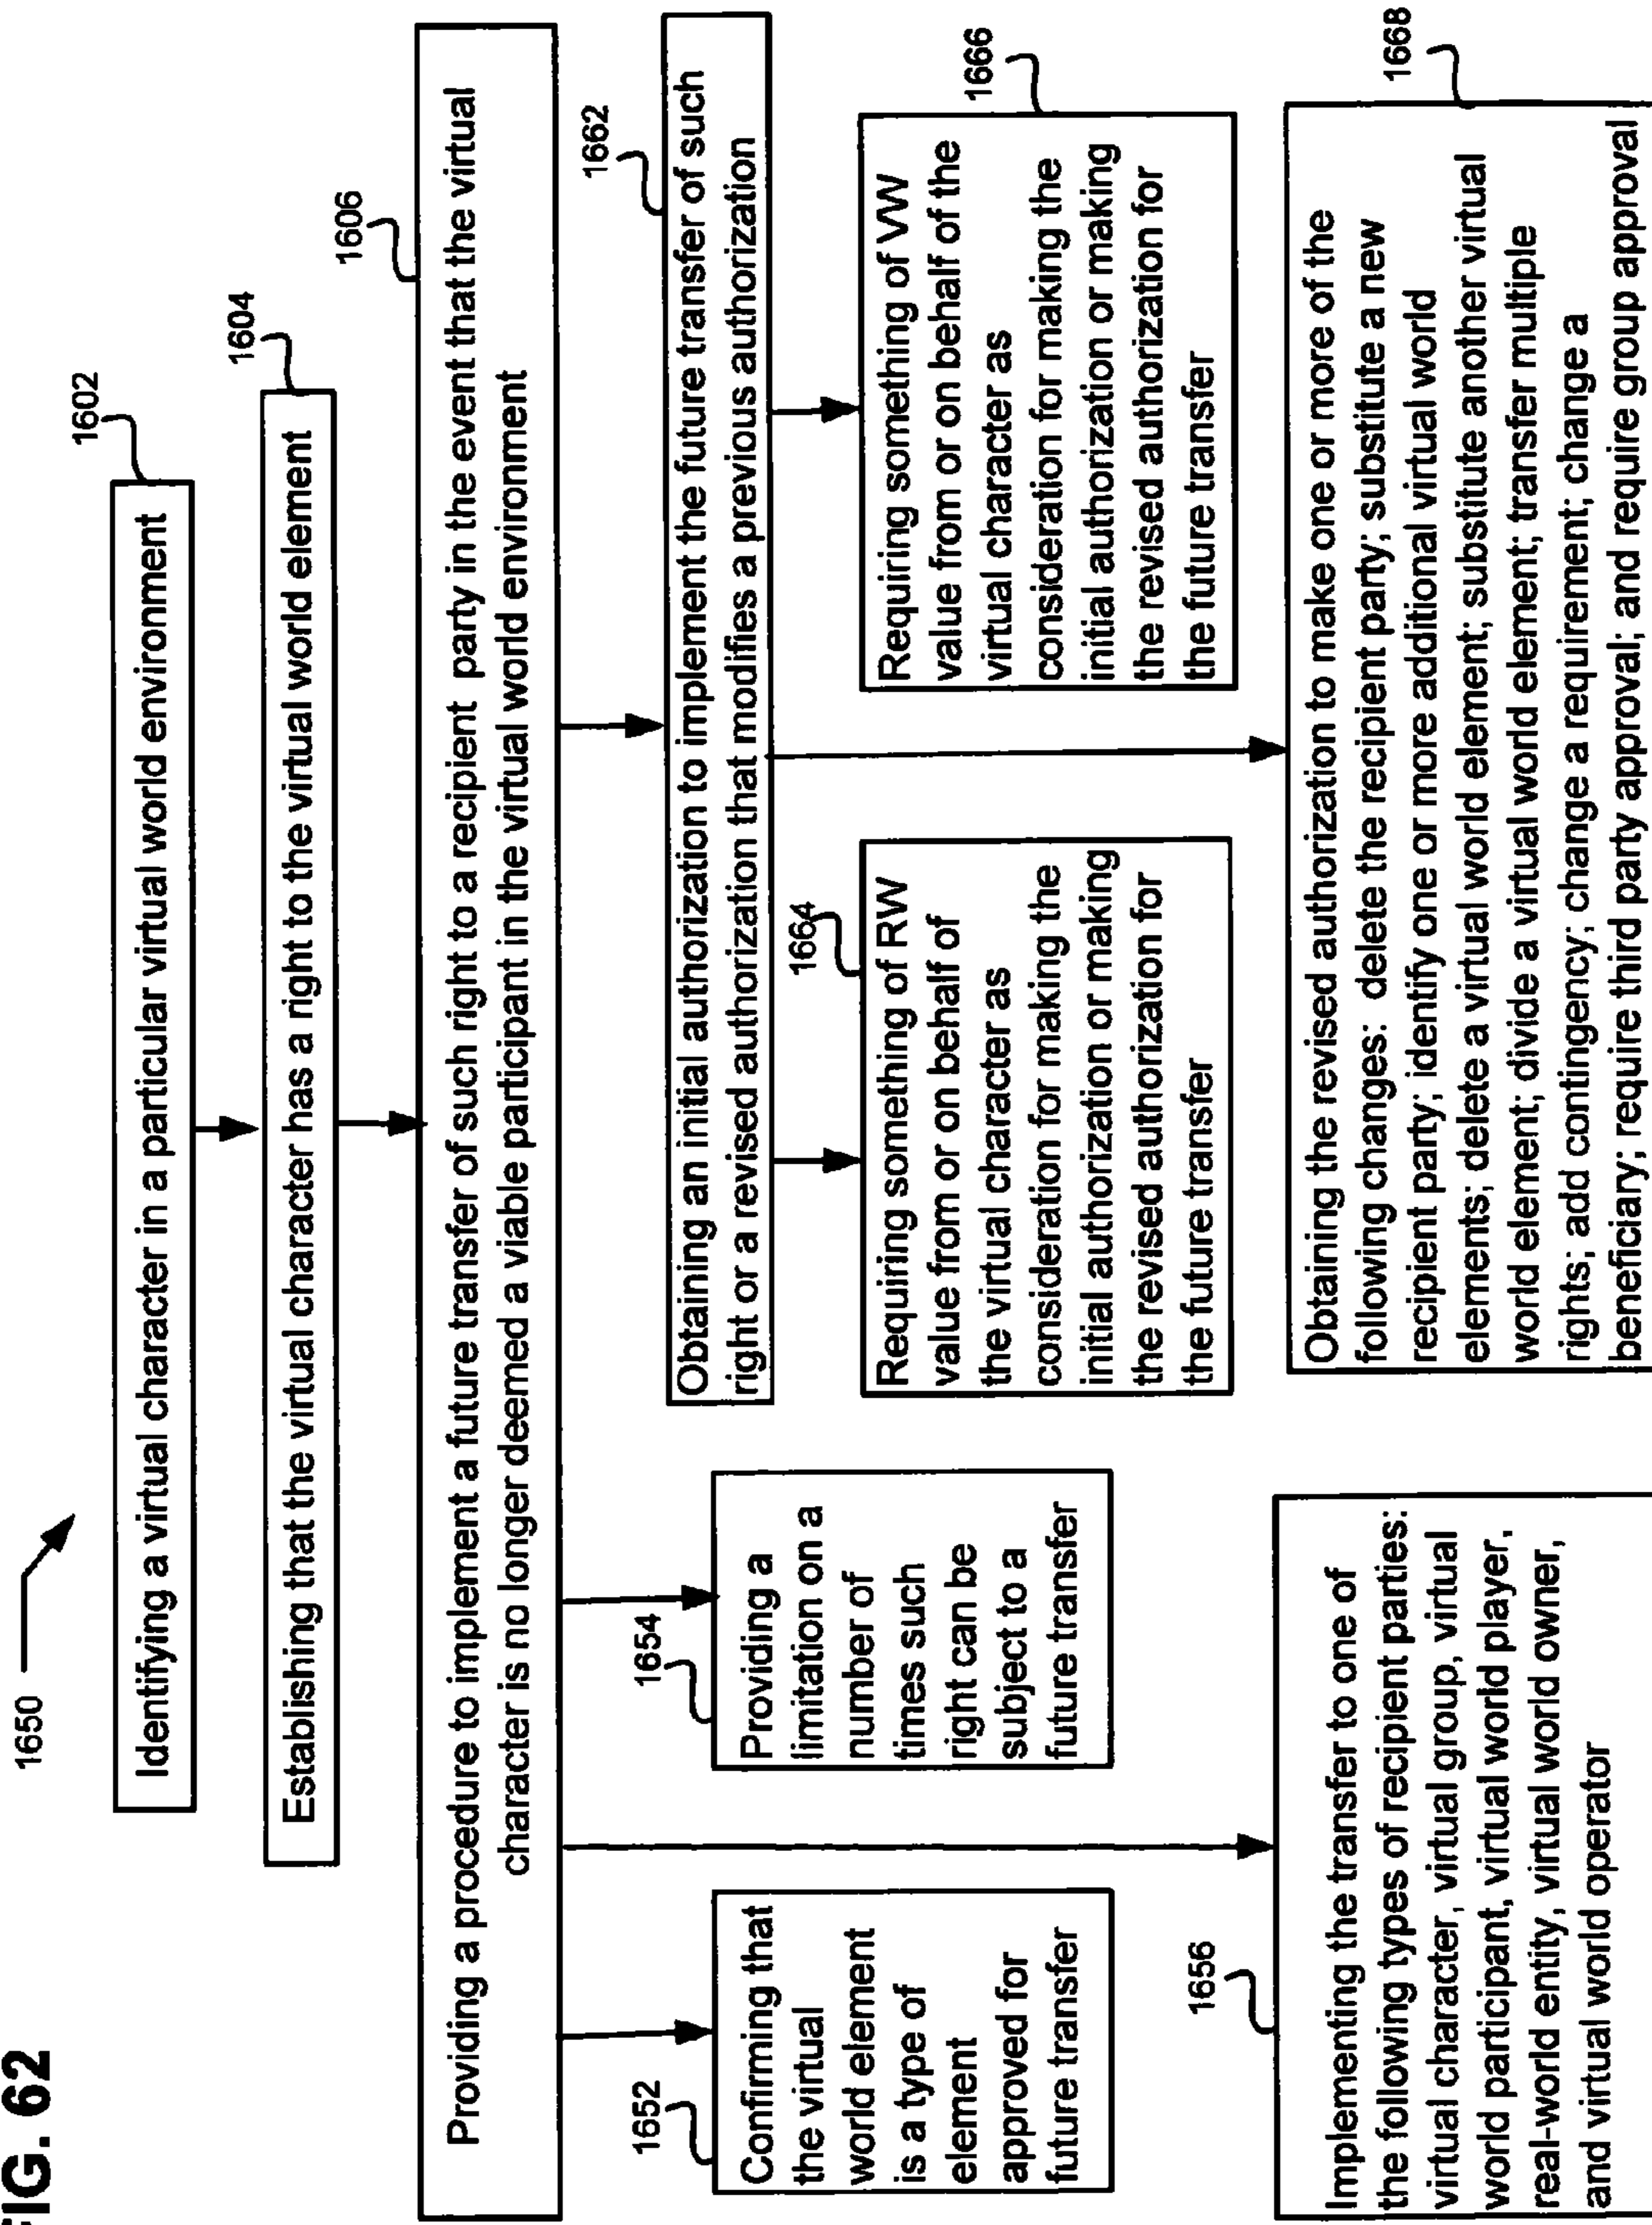 FIG. 62
1650
1602
Identifying a virtual character in a particular virtual world environment
1604
Establishing that the virtual character has a right to the virtual world element
1606
Providing a procedure to implement a future transfer of such right to a recipient party in the event that the virtual
character is no longer deemed a viable participant in the virtual world environment
1652
Confirming that
the virtual
world element
is a type of
element
approved for
future transfer
1654
Providing a
limitation on a
number of
times such
right can be
subject to a
future transfer
1656
Implementing the transfer to one of
the following types of recipient parties:
virtual character, virtual group, virtual
world participant, virtual world player,
real-world entity, virtual world owner,
and virtual world operator
1662
Obtaining an initial authorization to implement the future transfer of such
right or a revised authorization that modifies a previous authorization
1664
Requiring something of RW
value from or on behalf of
the virtual character as
consideration for making the
initial authorization or making
the revised authorization for
the future transfer
1666
Requiring something of VW
value from or on behalf of the
virtual character as
consideration for making the
initial authorization or making
the revised authorization for
the future transfer
1668
Obtaining the revised authorization to make one or more of the
following changes: delete the recipient party; substitute a new
recipient party; identify one or more additional virtual world
elements; delete a virtual world element; substitute another virtual
world element; divide a virtual world element; transfer multiple
rights; add contingency; change a requirement; change a
beneficiary; require third party approval; and require group approval